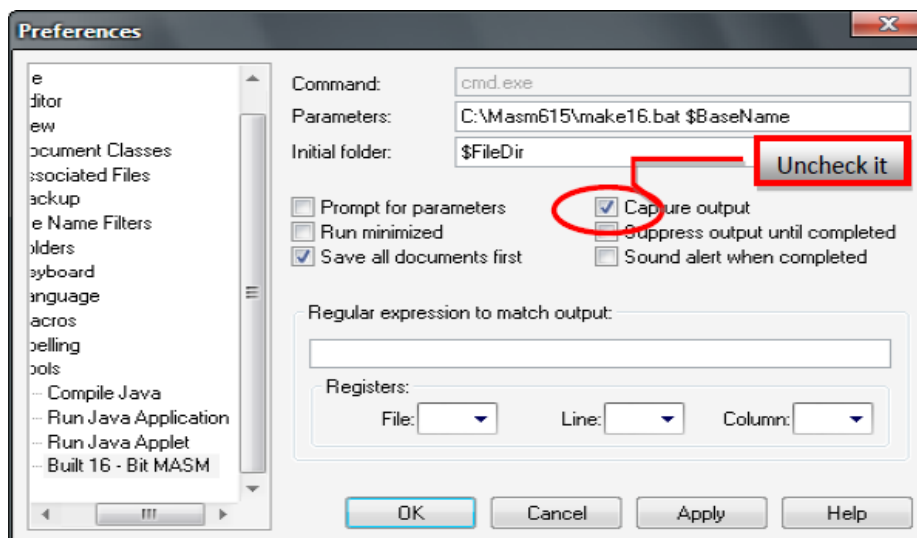 Preferences
e
ditor
ew
ocument Classes
ssociated Files
ackup
e Name Filters
olders
eyboard
anguage
acros
pelling
ools
Compile Java
Run Java Application
Run Java Applet
Built 16 - Bit MASM
Command:
cmd.exe
Parameters:
C:\Masm615\make16.bat $BaseName
Initial folder:
$FileDir
Uncheck it
Prompt for parameters
Capture output
Run minimized
Suppress output until completed
Save all documents first
Sound alert when completed
Regular expression to match output:
Registers:
File:
Line:
Column:
OK
Cancel
Apply
Help